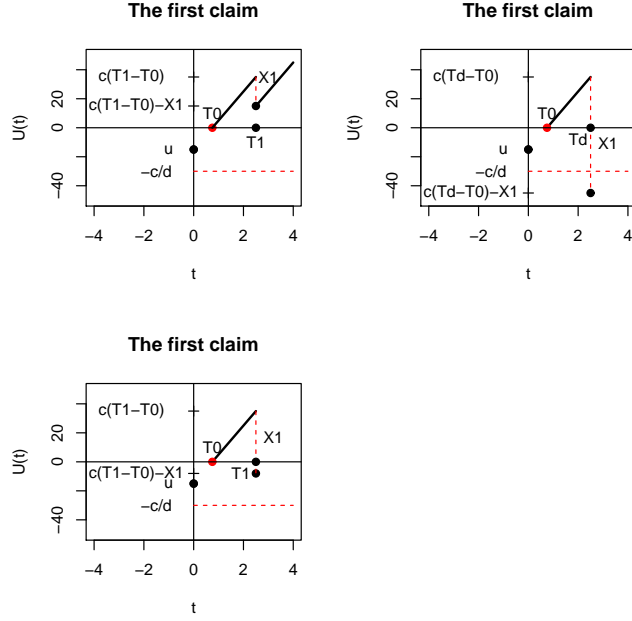 The first claim
c(T1−T0)
X1
c(T1−T0)−X1
T0
T1
u
−c/d
U(t)
20
0
−40
−4
−2
0
2
4
t
The first claim
c(Td−T0)
T0
Td
X1
u
−c/d
c(Td−T0)−X1
U(t)
20
0
−40
−4
−2
0
2
4
t
The first claim
c(T1−T0)
T0
X1
c(T1−T0)−X1
T1
u
−c/d
U(t)
20
0
−40
−4
−2
0
2
4
t